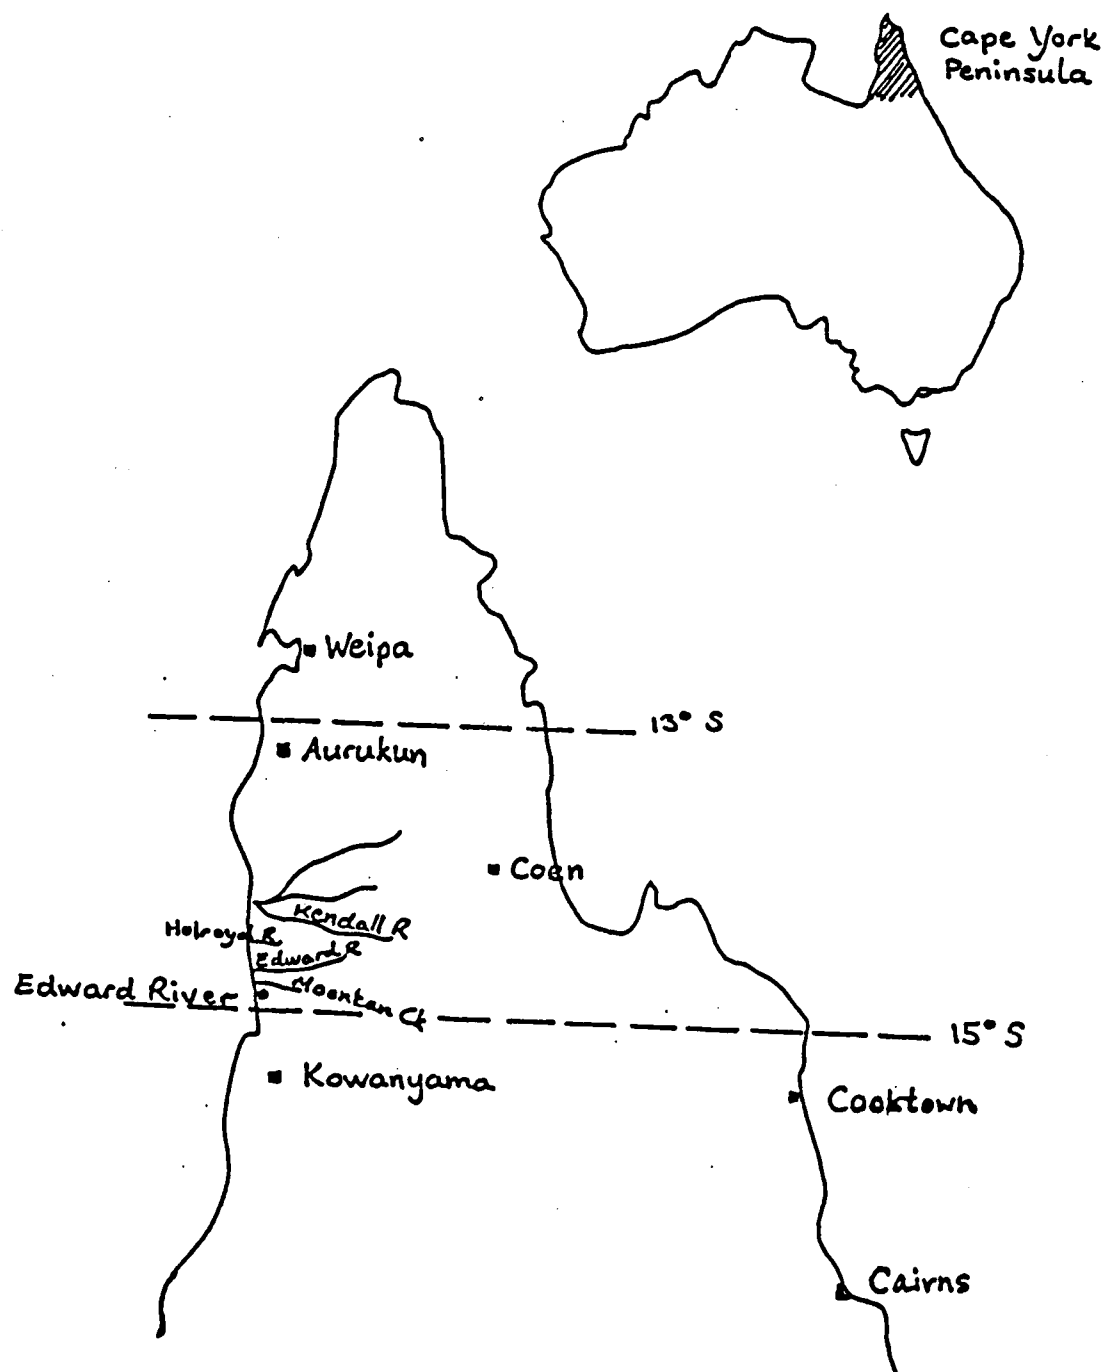 Cape York
Peninsula
Weipa
13° S
Aurukun
Coen
Kendall R
Holroyd R
Edward R
Edward River
Moonkan Ck
15° S
Kowanyama
Cooktown
Cairns